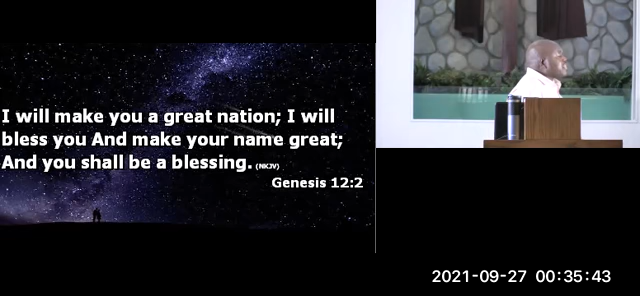 I will make you a great nation; I will
bless you And make your name great;
And you shall be a blessing. (NKJV)
Genesis 12:2
2021-09-27 00:35:43